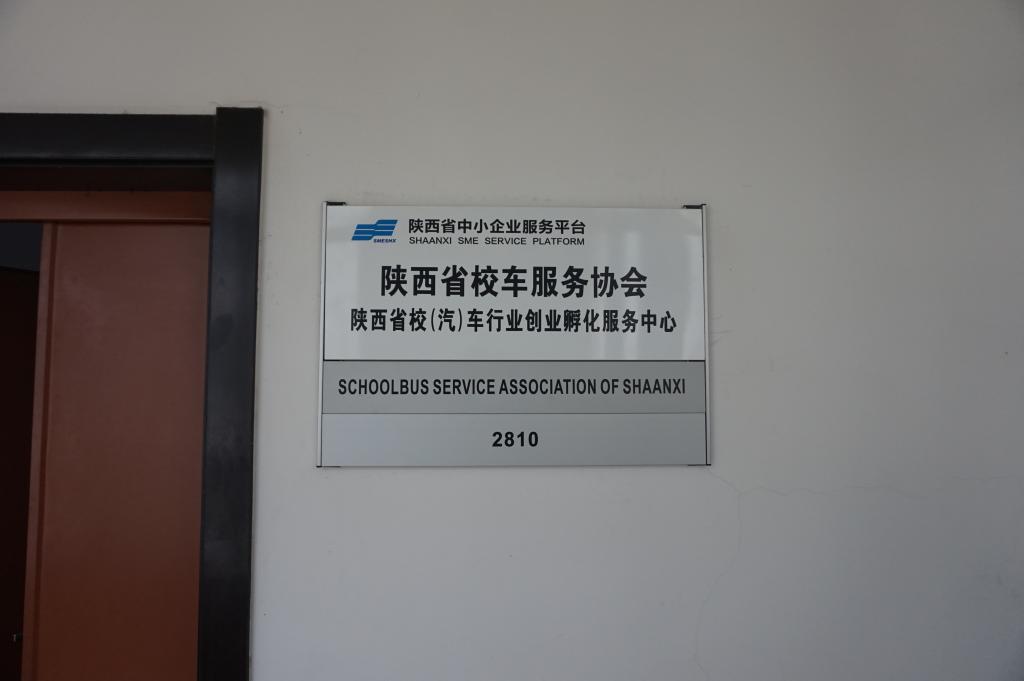 陕西省中小企业服务平台
SMESHX
SHAANXI SME SERVICE PLATFORM
陕西省校车服务协会
陕西省校(汽)车行业创业孵化服务中心
SCHOOLBUS SERVICE ASSOCIATION OF SHAANXI
2810